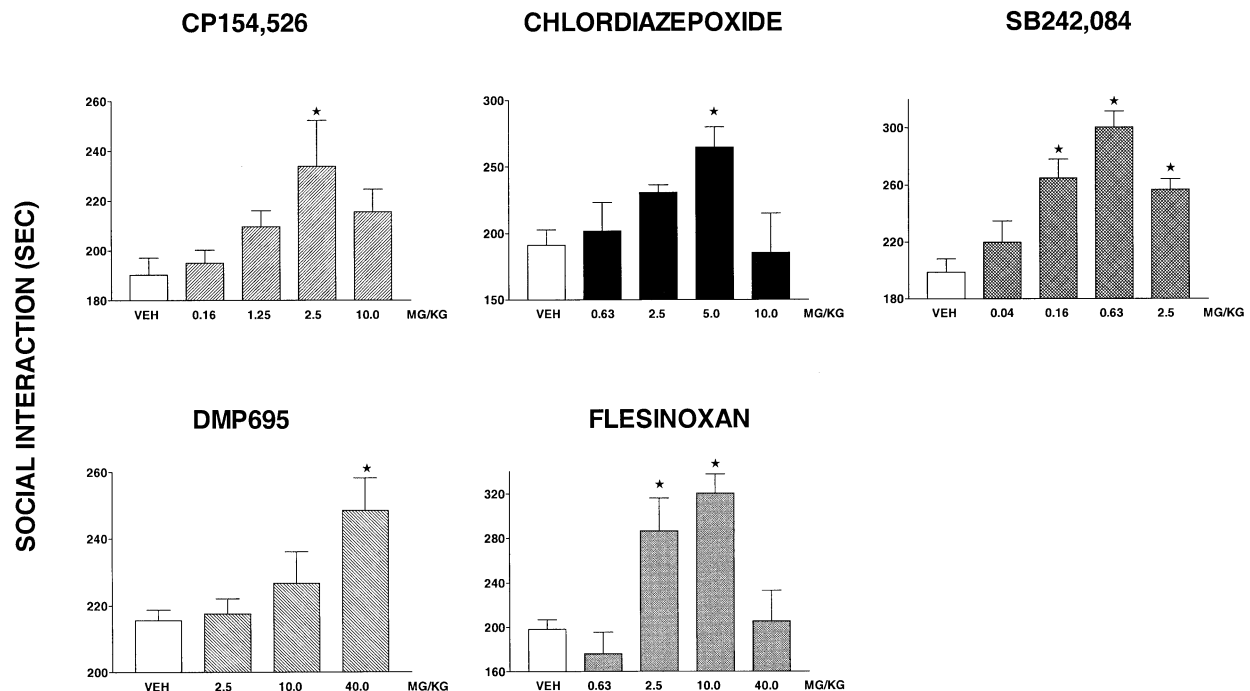 CP154,526
CHLORDIAZEPOXIDE
SB242,084
SOCIAL INTERACTION (SEC)
260
240
220
200
180
VEH 0.16 1.25 2.5 10.0 MG/KG
★
300
250
200
150
VEH 0.63 2.5 5.0 10.0 MG/KG
★
300
260
220
180
VEH 0.04 0.16 0.63 2.5 MG/KG
★ ★ ★
DMP695
FLESINOXAN
260
240
220
200
VEH 2.5 10.0 40.0 MG/KG
★
320
280
240
200
160
VEH 0.63 2.5 10.0 40.0 MG/KG
★ ★